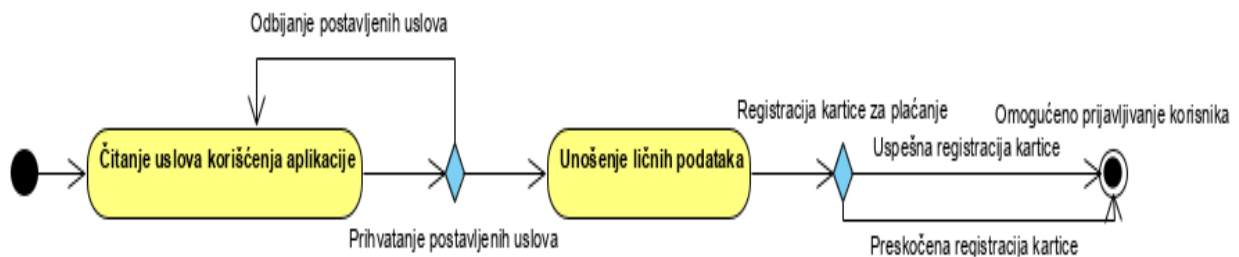 Odbijanje postavljenih uslova
Čitanje uslova korišćenja aplikacije
Prihvatanje postavljenih uslova
Unošenje ličnih podataka
Registracija kartice za plaćanje
Omogućeno prijavljivanje korisnika
Uspešna registracija kartice
Preskočena registracija kartice